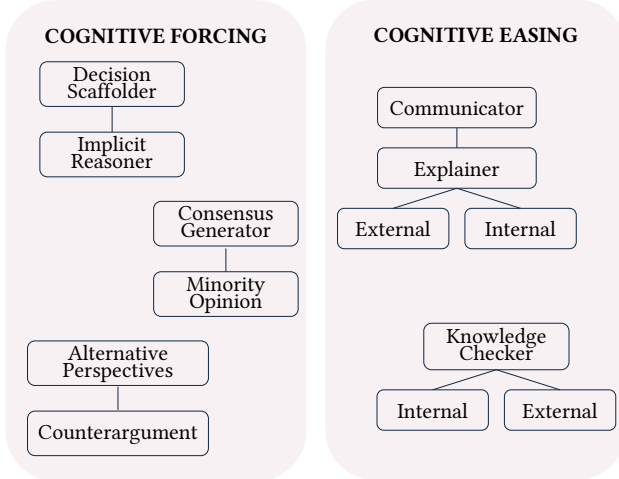 COGNITIVE FORCING
Decision
Scaffolder
Implicit
Reasoner
Consensus
Generator
Minority
Opinion
Alternative
Perspectives
Counterargument
COGNITIVE EASING
Communicator
Explainer
External
Internal
Knowledge
Checker
Internal
External